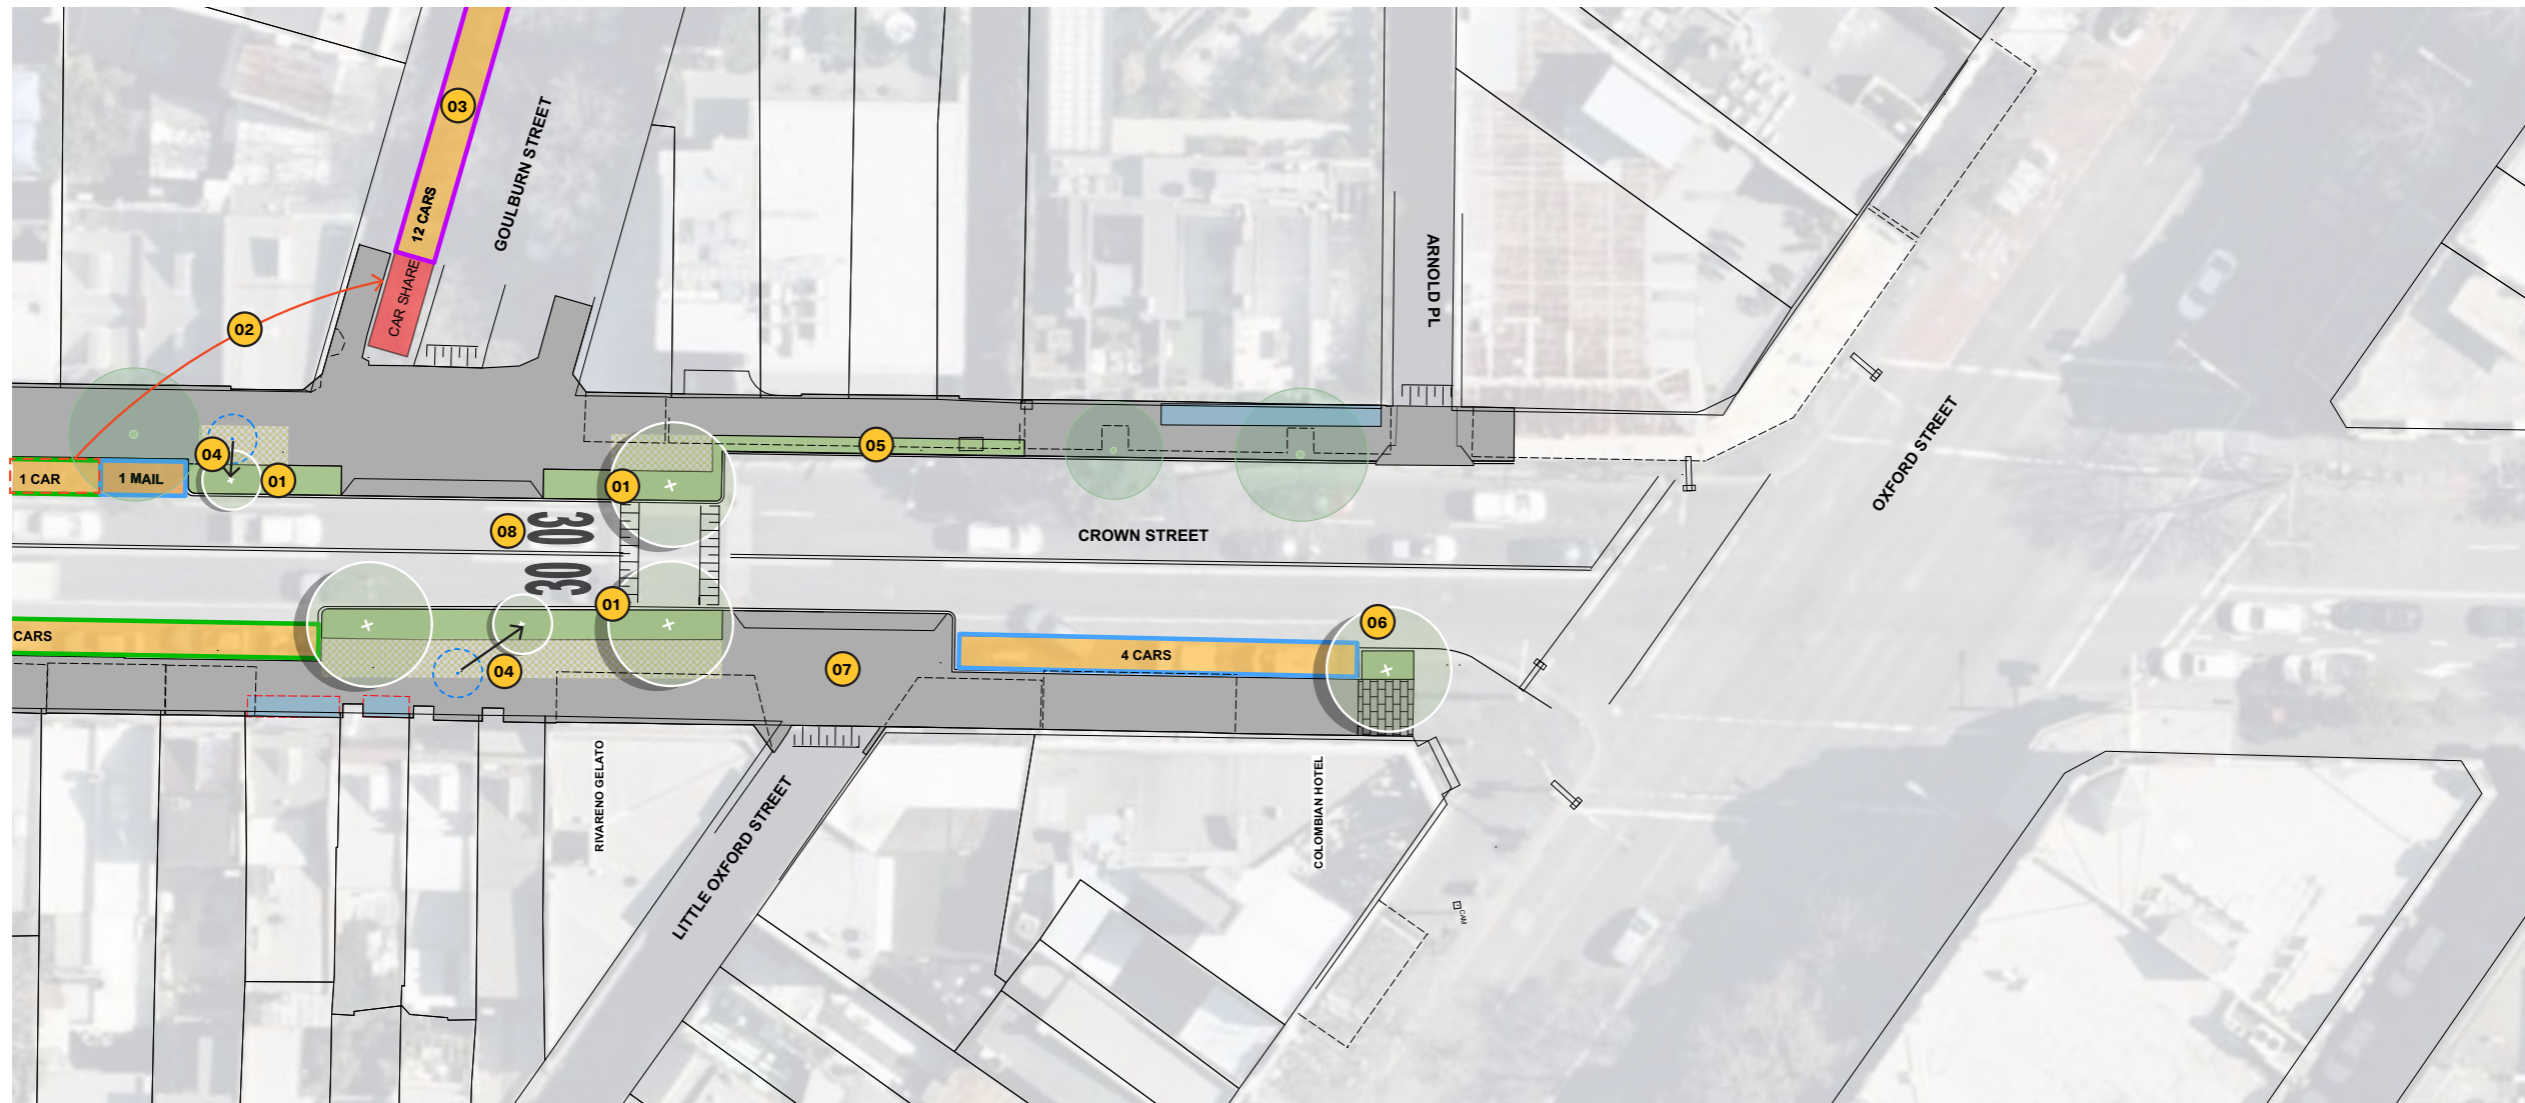 03
GOULBURN STREET
12 CARS
CAR SHARE
02
ARNOLD PL
OXFORD STREET
04
05
1 CAR
1 MAIL
01
01
08
30
CROWN STREET
30
01
06
CARS
04
07
4 CARS
RIVARENO GELATO
LITTLE OXFORD STREET
COLOMBIAN HOTEL
CAM